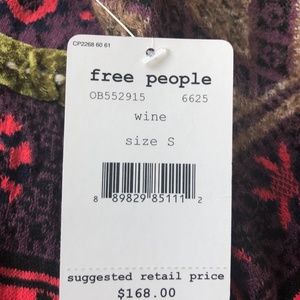 CP2268 60 61
free people
OB552915 6625
wine
size S
8 89829 85111 2
suggested retail price
$168.00